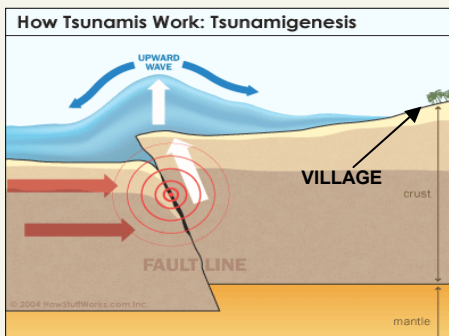 How Tsunamis Work: Tsunamigenesis
UPWARD
WAVE
VILLAGE
crust
FAULT LINE
© 2004 HowStuffWorks.com.Inc.
mantle